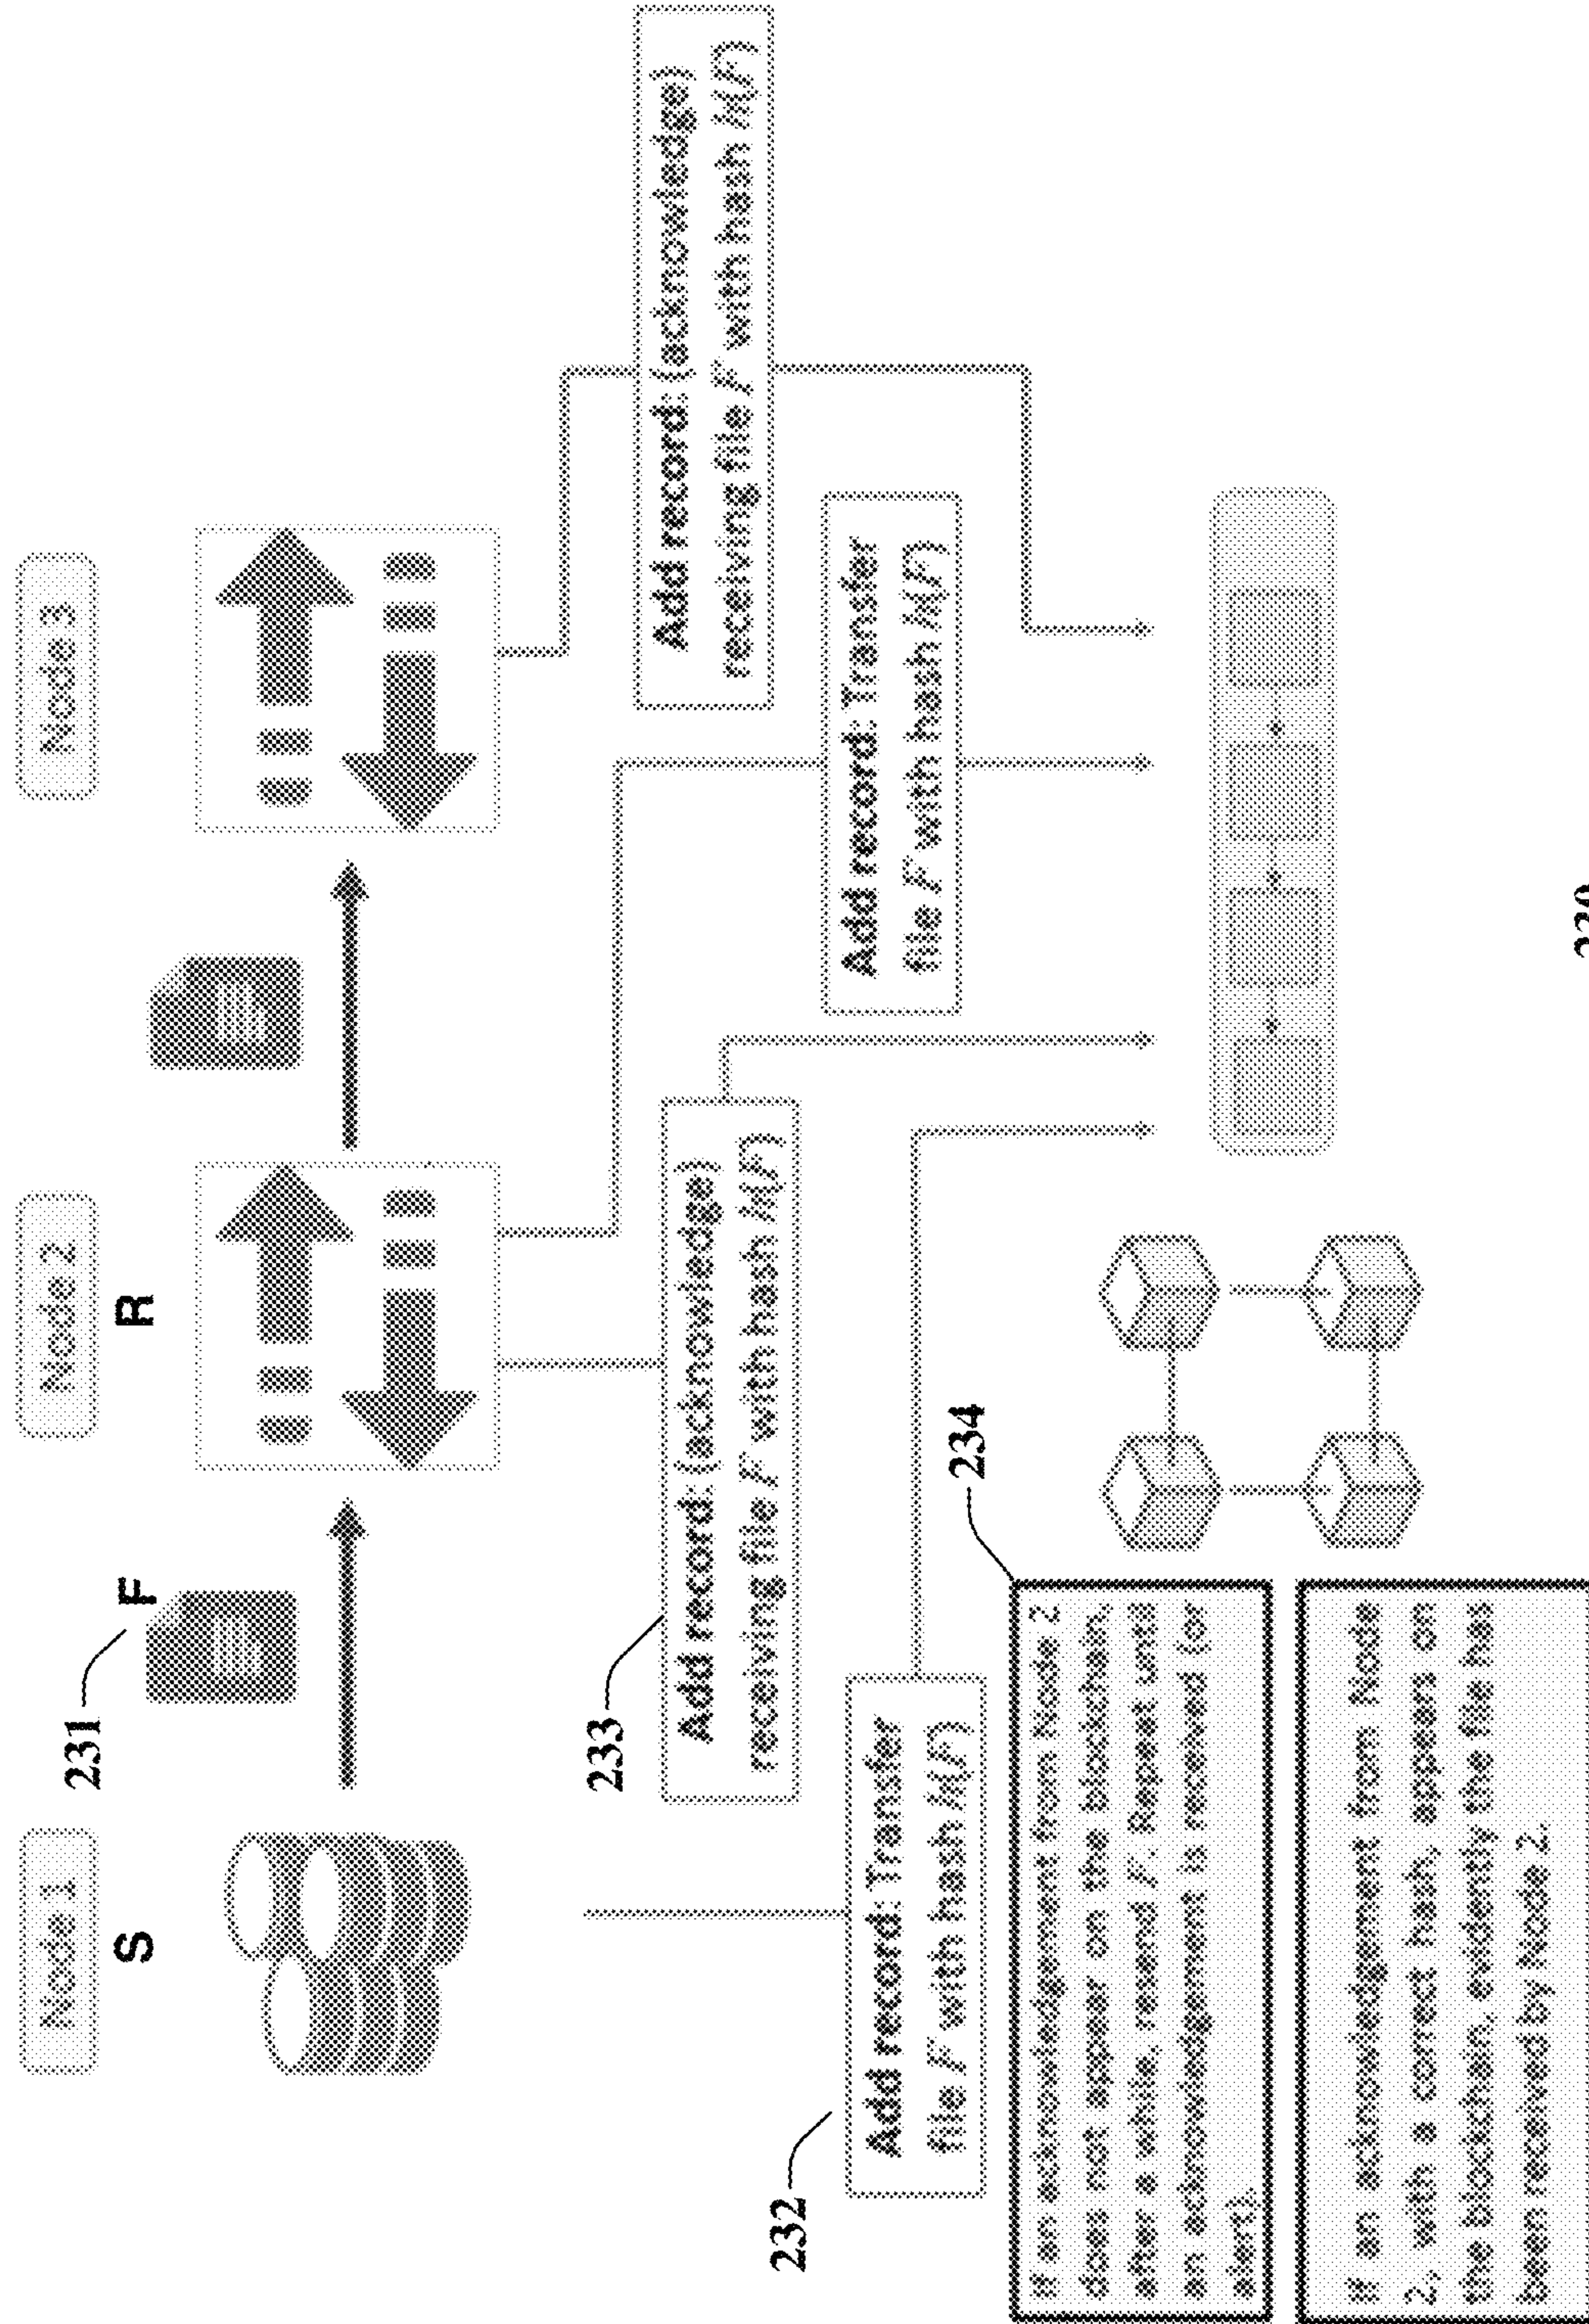 Node 1
Node 2
Node 3
S
R
231
F
233
Add record: (acknowledge)
receiving file F with hash h(F)
Add record: (acknowledge)
receiving file F with hash h(F)
232
Add record: Transfer
file F with hash h(F)
Add record: Transfer
file F with hash h(F)
234
If an acknowledgment from Node 2
does not appear on the blockchain,
after a while, resend F. Repeat until
an acknowledgement is received (or
alert).
If an acknowledgement from Node
2, with a correct hash, appears on
the blockchain, evidently the file has
been received by Node 2.